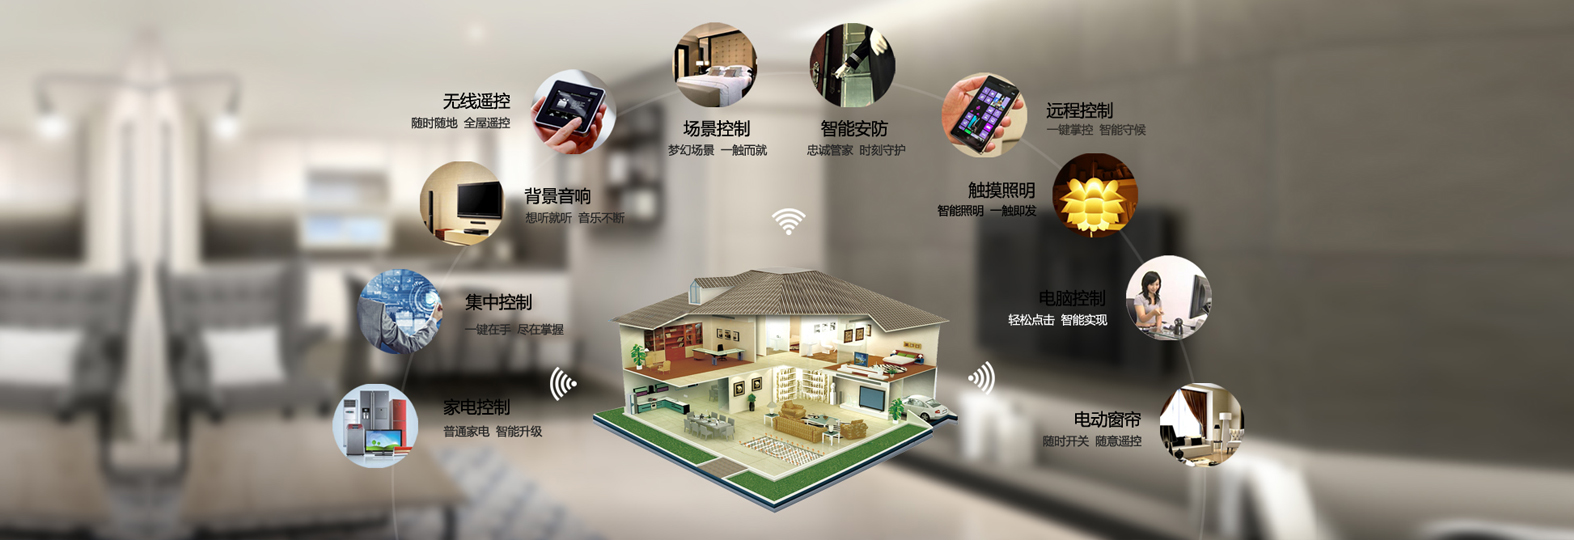 场景控制
梦幻场景 一触而就
智能安防
忠诚管家 时刻守护
无线遥控
随时随地 全屋遥控
远程控制
一键掌控 智能守候
背景音响
想听就听 音乐不断
触摸照明
智能照明 一触即发
集中控制
一键在手 尽在掌握
电脑控制
轻松点击 智能实现
家电控制
普通家电 智能升级
电动窗帘
随时开关 随意遥控